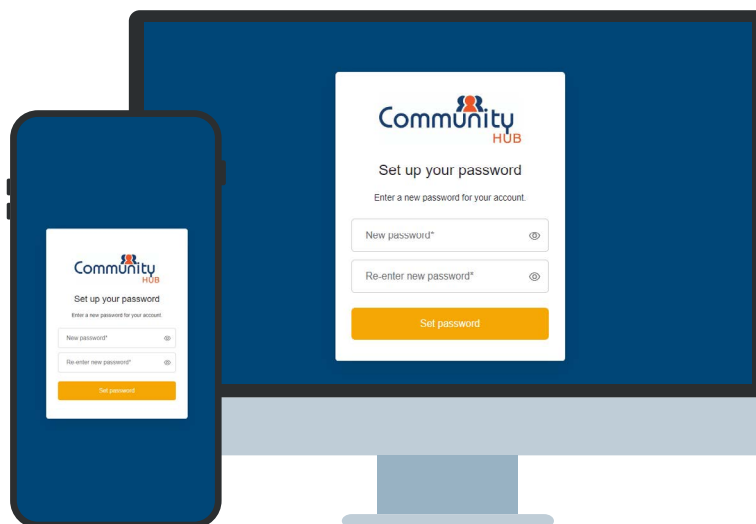 Community
HUB
Set up your password
Enter a new password for your account.
New password*
Re-enter new password*
Set password
Community
HUB
Set up your password
Enter a new password for your account.
New password*
Re-enter new password*
Set password